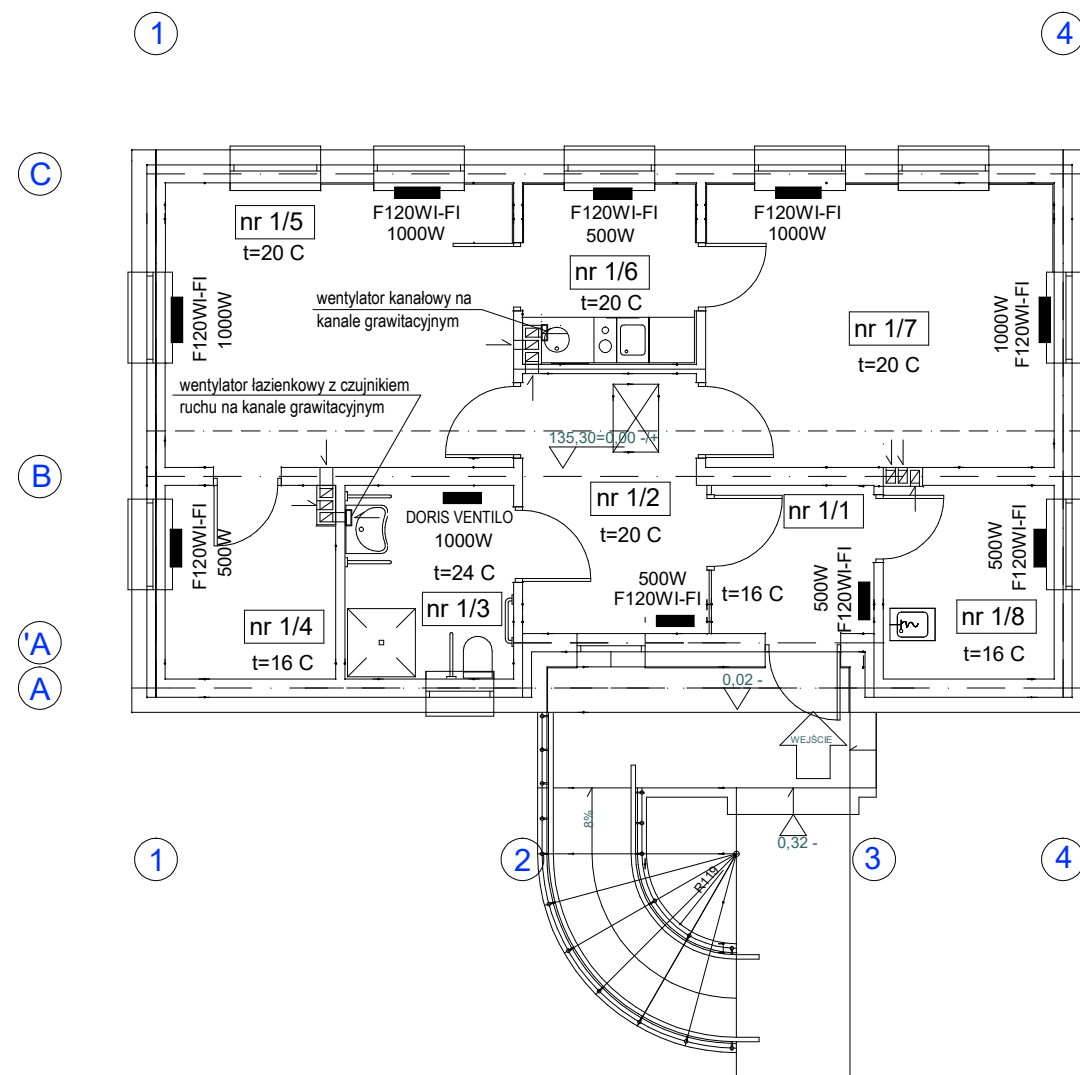 1
4
C
F120WI-FI
1000W
F120WI-FI
500W
F120WI-FI
1000W
nr 1/5
t=20 C
nr 1/6
t=20 C
wentylator kanałowy na
kanale grawitacyjnym
F120WI-FI
1000W
nr 1/7
t=20 C
1000W
F120WI-FI
wentylator łazienkowy z czujnikiem
ruchu na kanale grawitacyjnym
135,30=0,00 -/+
B
nr 1/2
t=20 C
nr 1/1
t=16 C
DORIS VENTILO
1000W
t=24 C
nr 1/3
F120WI-FI
500W
500W
F120WI-FI
500W
F120WI-FI
500W
F120WI-FI
nr 1/4
t=16 C
nr 1/8
t=16 C
'A
A
0,02 -
WEJŚCIE
8%
0,32 -
R1,19
1
2
3
4